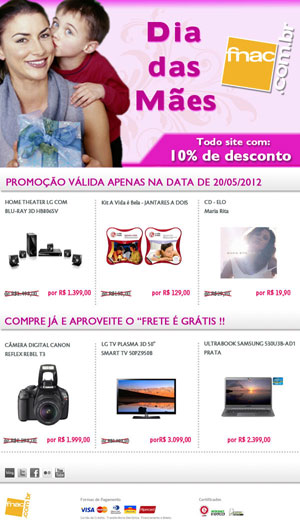 Dia
das
Mães
fnac
.com.br
Todo site com:
10% de desconto
PROMOÇÃO VÁLIDA APENAS NA DATA DE 20/05/2012
HOME THEATER LG COM
BLU-RAY 3D HB806SV
Kit A Vida é Bela - JANTARES A DOIS
CD - ELO
Maria Rita
por R$ 1.399,00
por R$ 129,00
por R$ 19,90
COMPRE JÁ E APROVEITE O “FRETE É GRÁTIS !!
CÂMERA DIGITAL CANON
REFLEX REBEL T3
LG TV PLASMA 3D 50"
SMART TV 50PZ950B
ULTRABOOK SAMSUNG 530U3B-AD1
PRATA
por R$ 1.999,00
porR$ 3.099,00
por R$ 2.399,00
fnac
.com.br
Formas de Pagamento
Certificados
VISA